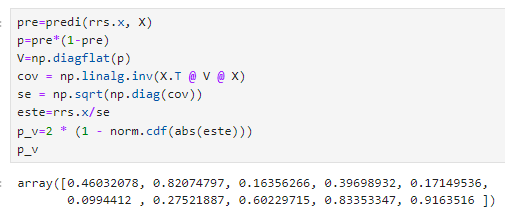 pre=predi(rrs.x, X)
p=pre*(1-pre)
V=np.diagflat(p)
cov = np.linalg.inv(X.T @ V @ X)
se = np.sqrt(np.diag(cov))
este=rrs.x/se
p_v=2 * (1 - norm.cdf(abs(este)))
p_v
: array([0.46032078, 0.82074797, 0.16356266, 0.39698932, 0.17149536,
0.0994412 , 0.27521887, 0.60229715, 0.83353347, 0.9163516 ])